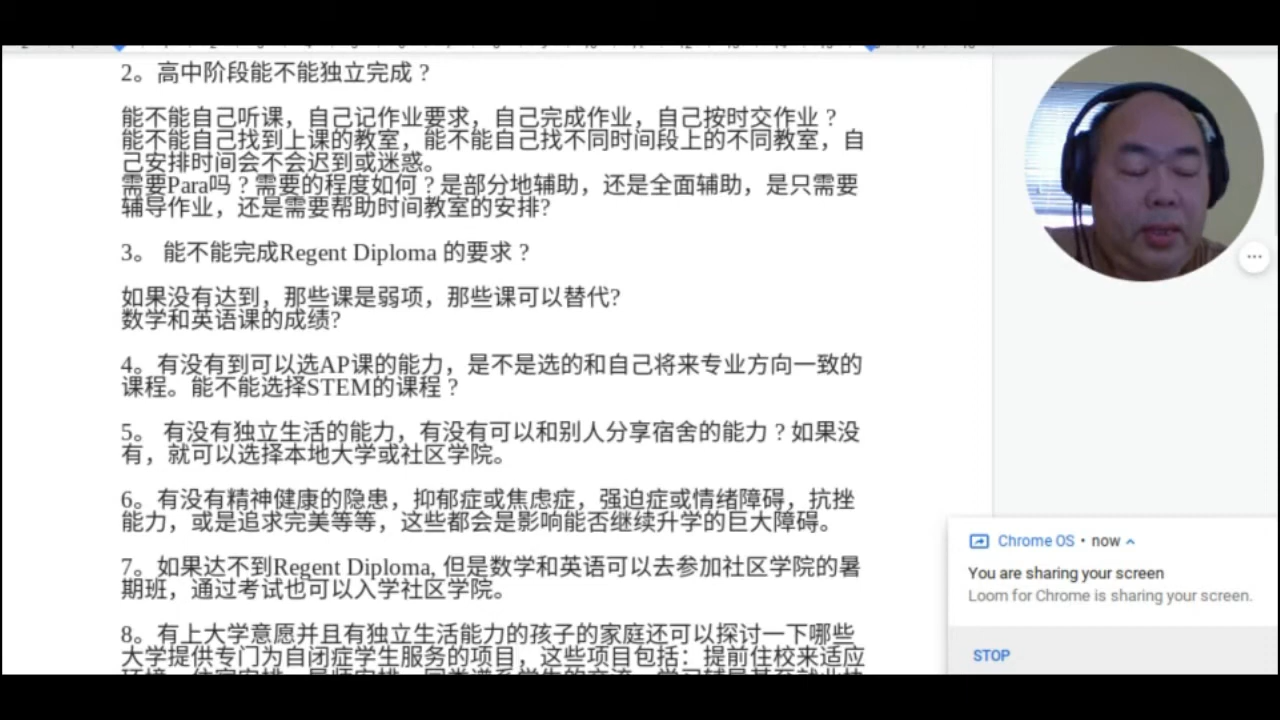 2。高中阶段能不能独立完成？
能不能自己听课，自己记作业要求，自己完成作业，自己按时交作业？
能不能自己找到上课的教室，能不能自己找不同时间段上的不同教室，自
己安排时间会不会迟到或迷惑。
需要Para吗？需要的程度如何？是部分地辅助，还是全面辅助，是只需要
辅导作业，还是需要帮助时间教室的安排?
3。 能不能完成Regent Diploma 的要求？
如果没有达到，那些课是弱项，那些课可以替代?
数学和英语课的成绩?
4。有没有到可以选AP课的能力，是不是选的和自己将来专业方向一致的
课程。能不能选择STEM的课程？
5。 有没有独立生活的能力，有没有可以和别人分享宿舍的能力？如果没
有，就可以选择本地大学或社区学院。
6。有没有精神健康的隐患，抑郁症或焦虑症，强迫症或情绪障碍，抗挫
能力，或是追求完美等等，这些都会是影响能否继续升学的巨大障碍。
7。如果达不到Regent Diploma, 但是数学和英语可以去参加社区学院的暑
期班，通过考试也可以入学社区学院。
8。有上大学意愿并且有独立生活能力的孩子的家庭还可以探讨一下哪些
大学提供专门为自闭症学生服务的项目，这些项目包括：提前住校来适应
Chrome OS • now
You are sharing your screen
Loom for Chrome is sharing your screen.
STOP